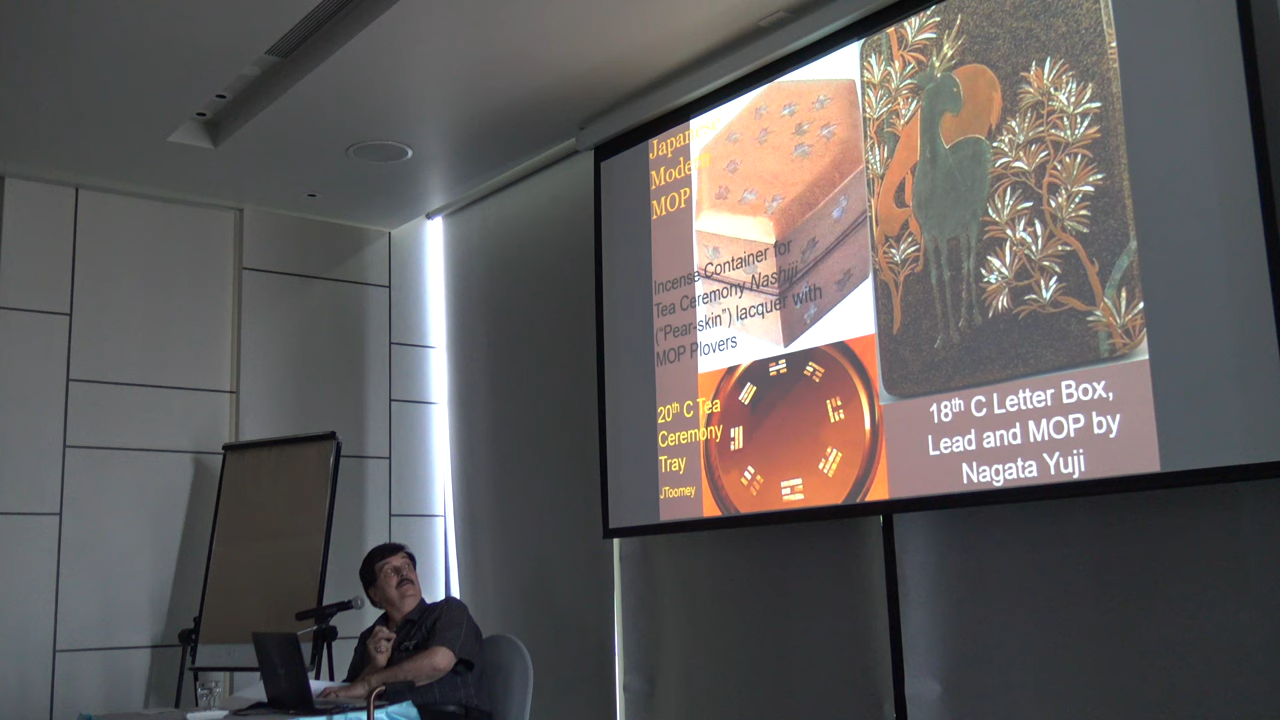 Japanese
Modern
MOP
Incense Container for
Tea Ceremony Nashiji
("Pear-skin") lacquer with
MOP Plovers
20th C Tea
Ceremony
Tray
JToomey
18th C Letter Box,
Lead and MOP by
Nagata Yuji